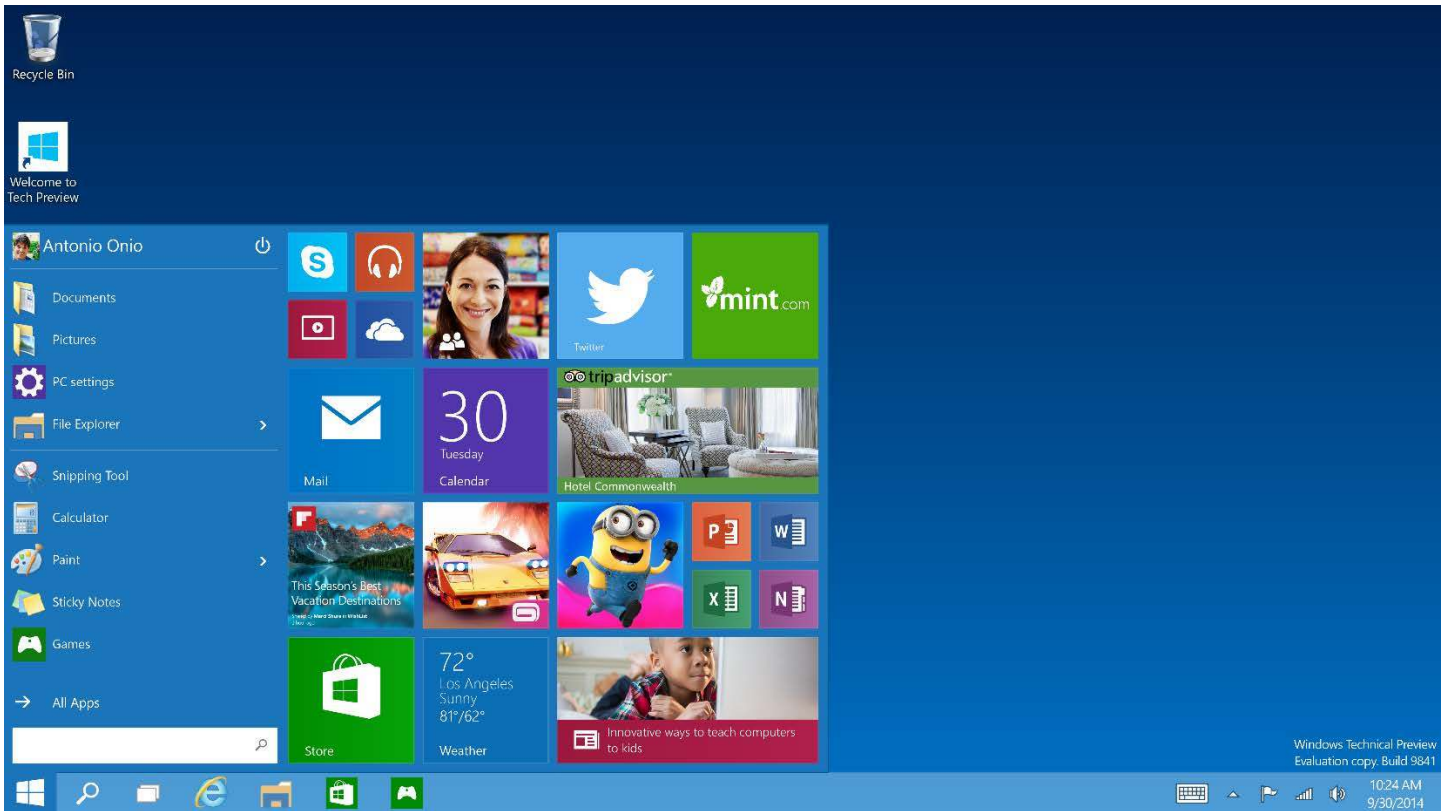 Recycle Bin
Welcome to
Tech Preview
Antonio Onio
Documents
Pictures
PC settings
File Explorer
Snipping Tool
Calculator
Paint
Sticky Notes
Games
All Apps
S
Twitter
mint.com
Mail
30
Tuesday
Calendar
tripadvisor
Hotel Commonwealth
This Season's Best
Vacation Destinations
P
W
X
N
Store
72°
Los Angeles
Sunny
81°/62°
Weather
Innovative ways to teach computers
to kids
Windows Technical Preview
Evaluation copy. Build 9841
10:24 AM
9/30/2014